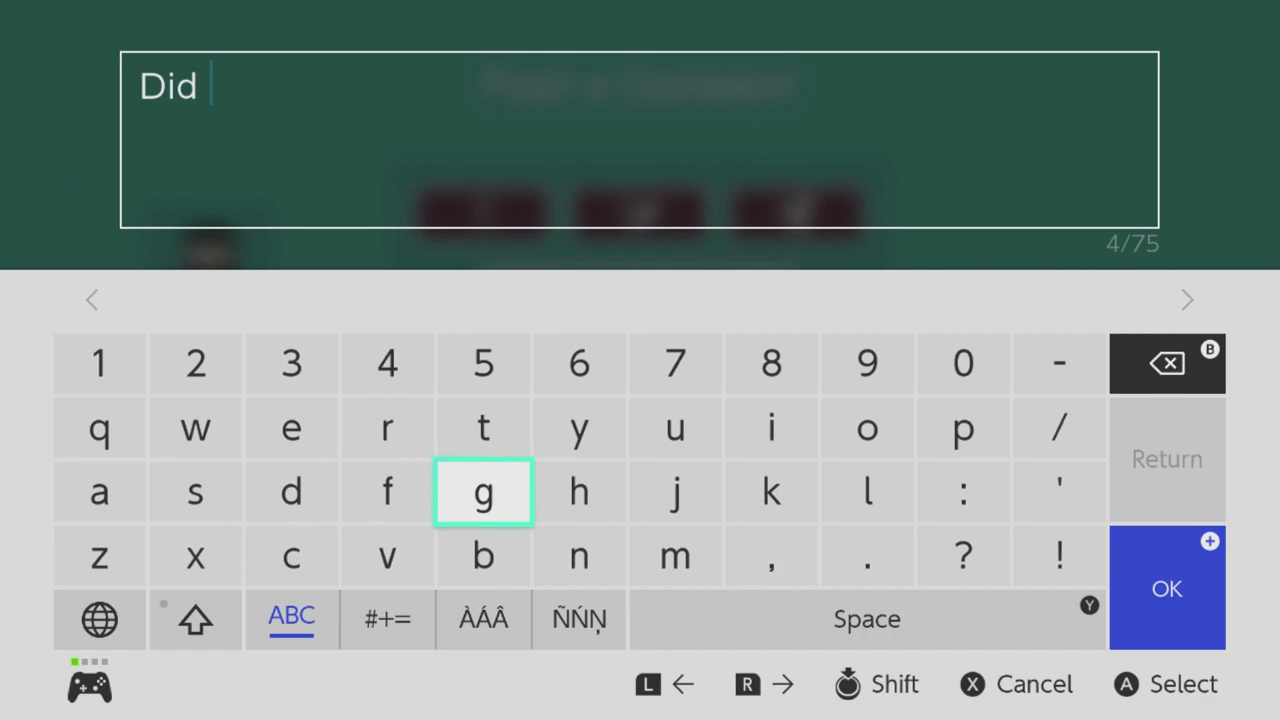 Did
4/75
1 2 3 4 5 6 7 8 9 0 -
B
q w e r t y u i o p /
Return
a s d f g h j k l : '
z x c v b n m , . ? !
OK
ABC #+= ÀÁÂ ÑŃŅ Space Y
L ← R → Shift X Cancel A Select